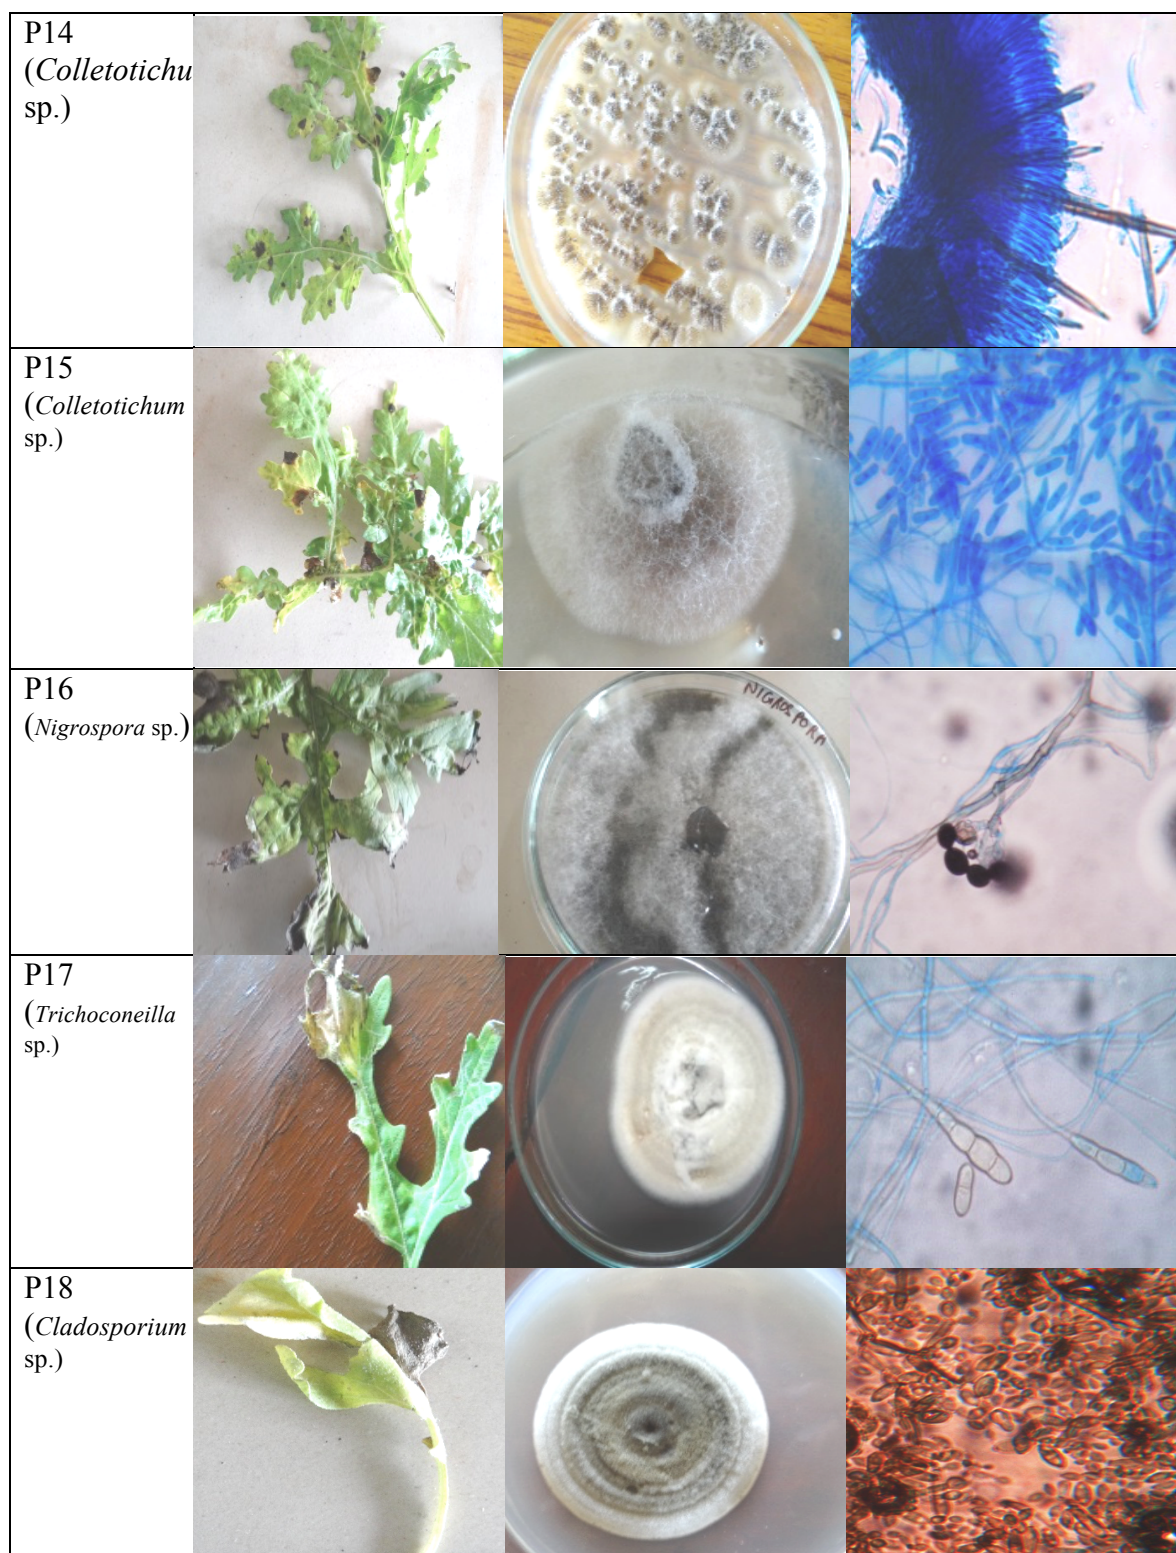 P14
(Colletotichu
sp.)
P15
(Colletotichum
sp.)
P16
(Nigrospora sp.)
NIGROSPORA
P17
(Trichoconeilla
sp.)
P18
(Cladosporium
sp.)